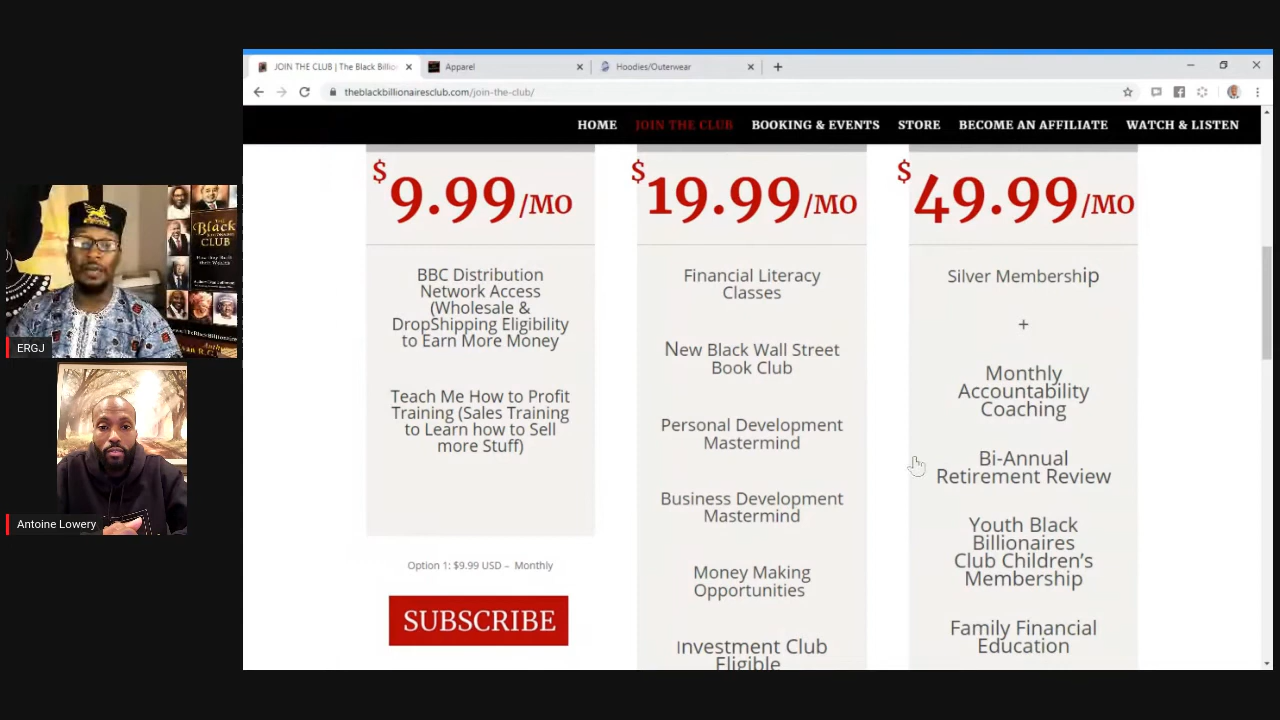 JOIN THE CLUB | The Black Billio
Apparel
Hoodies/Outerwear
theblackbillionairesclub.com/join-the-club/
HOME
JOIN THE CLUB
BOOKING & EVENTS
STORE
BECOME AN AFFILIATE
WATCH & LISTEN
$9.99/MO
BBC Distribution
Network Access
(Wholesale &
DropShipping Eligibility
to Earn More Money
Teach Me How to Profit
Training (Sales Training
to Learn how to Sell
more Stuff)
Option 1: $9.99 USD – Monthly
SUBSCRIBE
$19.99/MO
Financial Literacy
Classes
New Black Wall Street
Book Club
Personal Development
Mastermind
Business Development
Mastermind
Money Making
Opportunities
Investment Club
Eligible
$49.99/MO
Silver Membership
+
Monthly
Accountability
Coaching
Bi-Annual
Retirement Review
Youth Black
Billionaires
Club Children's
Membership
Family Financial
Education
THE
Black
CLUB
ERGJ
Antoine Lowery